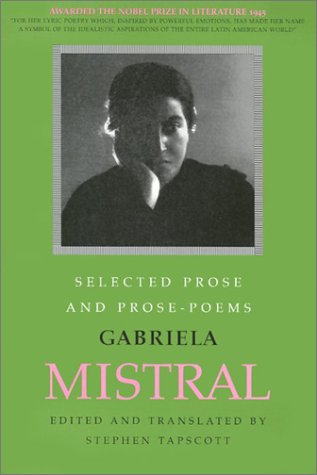 AWARDED THE NOBEL PRIZE IN LITERATURE 1945
"FOR HER LYRIC POETRY WHICH, INSPIRED BY POWERFUL EMOTIONS, HAS MADE HER NAME
A SYMBOL OF THE IDEALISTIC ASPIRATIONS OF THE ENTIRE LATIN AMERICAN WORLD"
SELECTED PROSE
AND PROSE-POEMS
GABRIELA
MISTRAL
EDITED AND TRANSLATED BY
STEPHEN TAPSCOTT